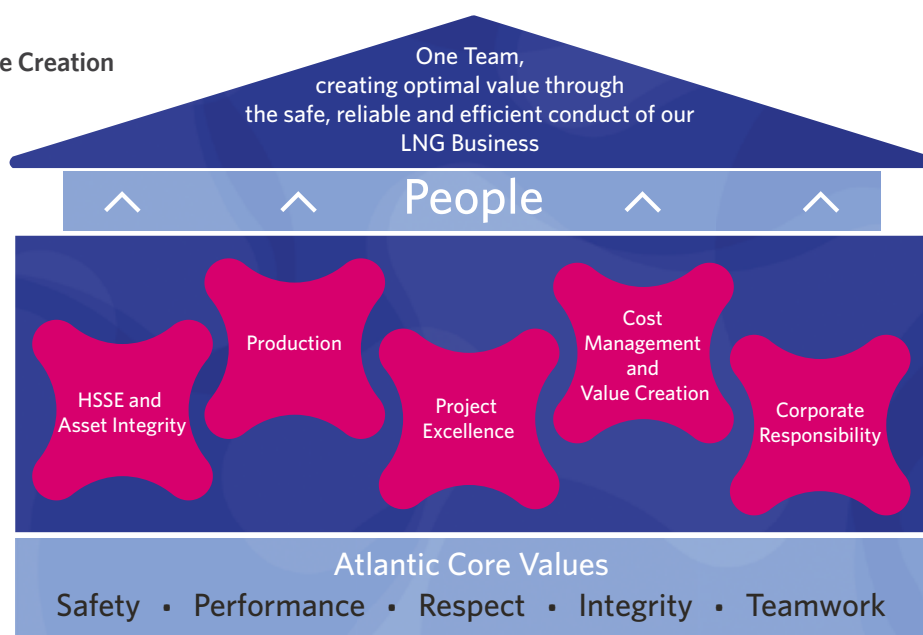 e Creation
One Team,
creating optimal value through
the safe, reliable and efficient conduct of our
LNG Business
People
HSSE and
Asset Integrity
Production
Project
Excellence
Cost
Management
and
Value Creation
Corporate
Responsibility
Atlantic Core Values
Safety • Performance • Respect • Integrity • Teamwork